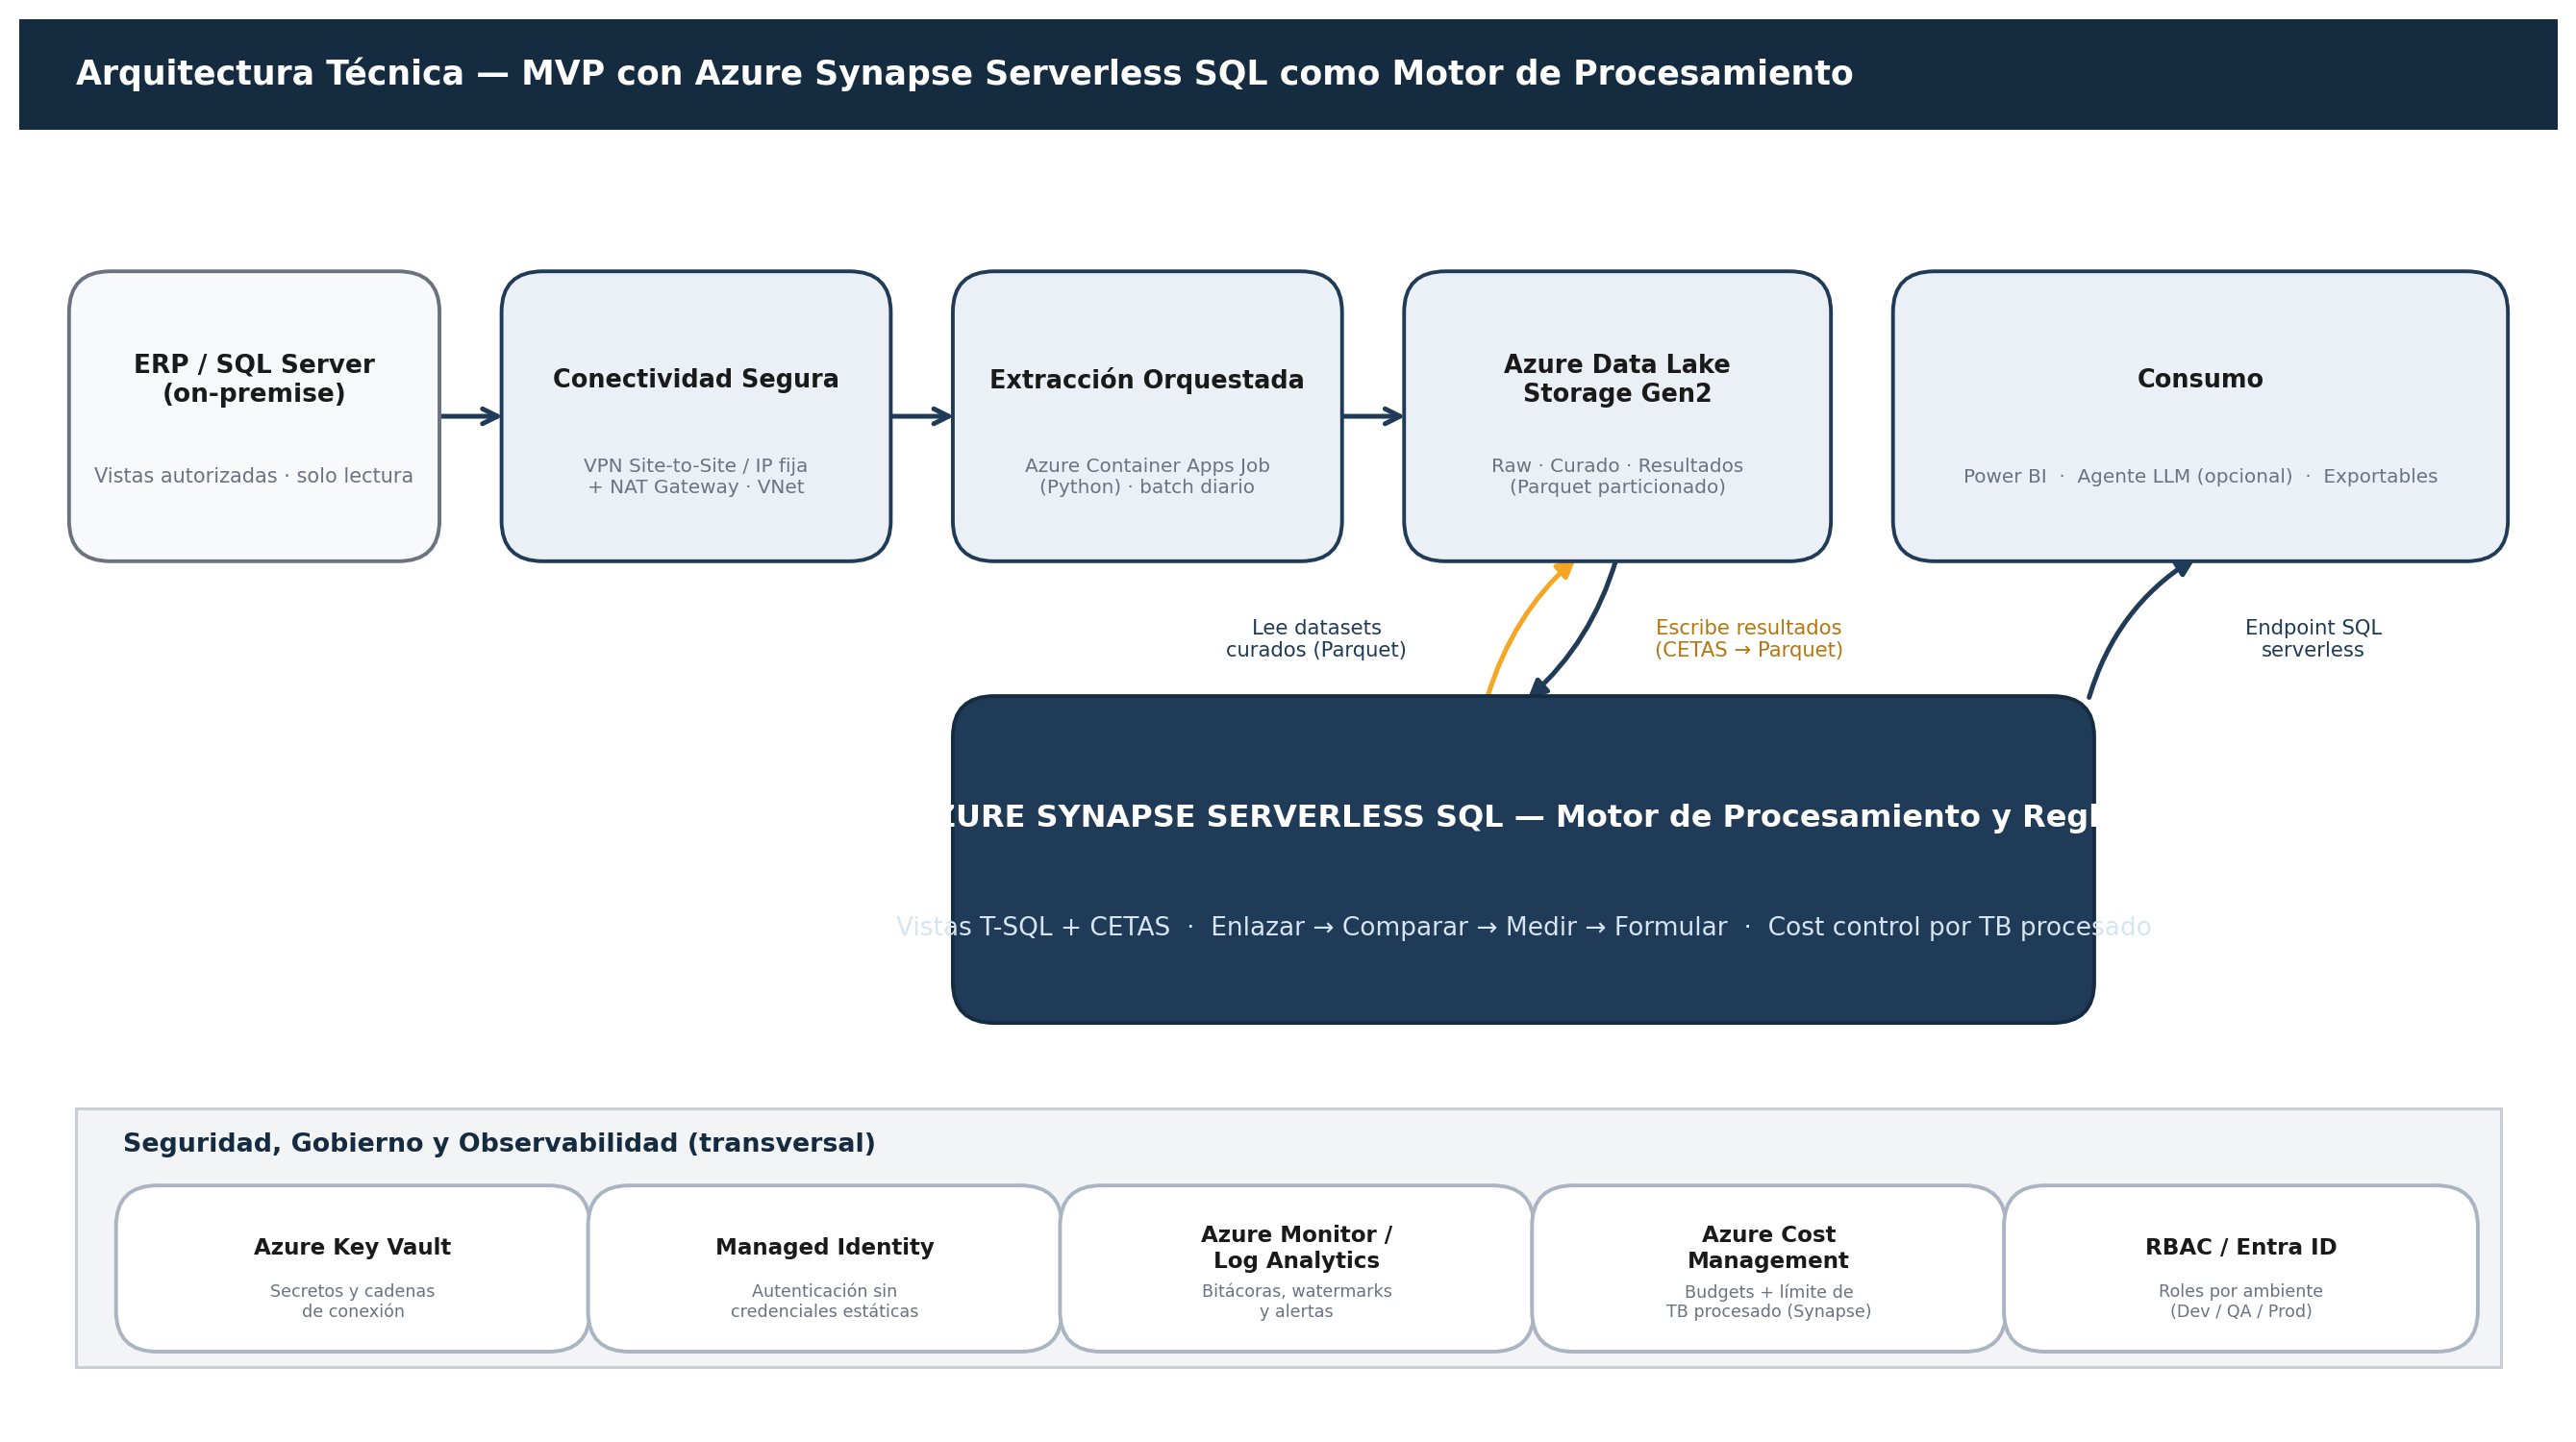 Arquitectura Técnica — MVP con Azure Synapse Serverless SQL como Motor de Procesamiento
ERP / SQL Server
(on-premise)
Vistas autorizadas · solo lectura
Conectividad Segura
VPN Site-to-Site / IP fija
+ NAT Gateway · VNet
Extracción Orquestada
Azure Container Apps Job
(Python) · batch diario
Azure Data Lake
Storage Gen2
Raw · Curado · Resultados
(Parquet particionado)
Consumo
Power BI · Agente LLM (opcional) · Exportables
Lee datasets
curados (Parquet)
Escribe resultados
(CETAS → Parquet)
Endpoint SQL
serverless
ZURE SYNAPSE SERVERLESS SQL — Motor de Procesamiento y Regl
Vistas T-SQL + CETAS · Enlazar → Comparar → Medir → Formular · Cost control por TB procesado
Seguridad, Gobierno y Observabilidad (transversal)
Azure Key Vault
Secretos y cadenas
de conexión
Managed Identity
Autenticación sin
credenciales estáticas
Azure Monitor /
Log Analytics
Bitácoras, watermarks
y alertas
Azure Cost
Management
Budgets + límite de
TB procesado (Synapse)
RBAC / Entra ID
Roles por ambiente
(Dev / QA / Prod)